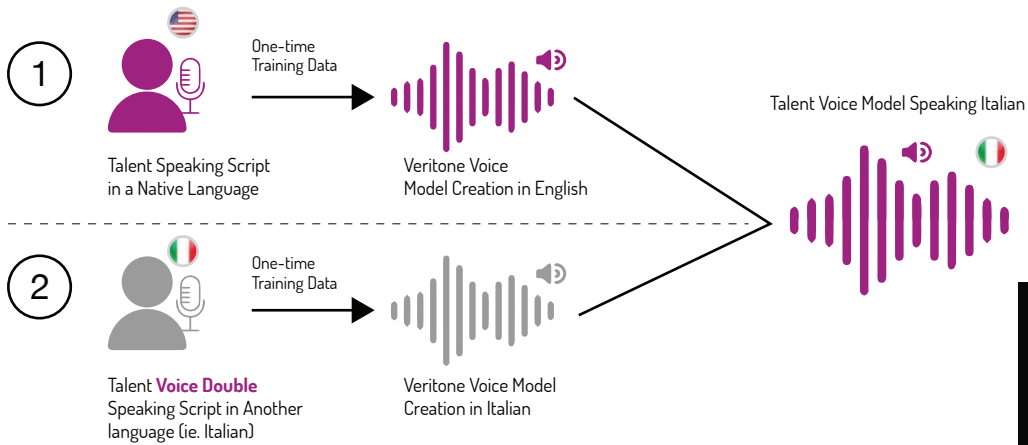 1
One-time
Training Data
Talent Speaking Script
in a Native Language
Veritone Voice
Model Creation in English
Talent Voice Model Speaking Italian
2
One-time
Training Data
Talent Voice Double
Speaking Script in Another
language (ie. Italian)
Veritone Voice Model
Creation in Italian